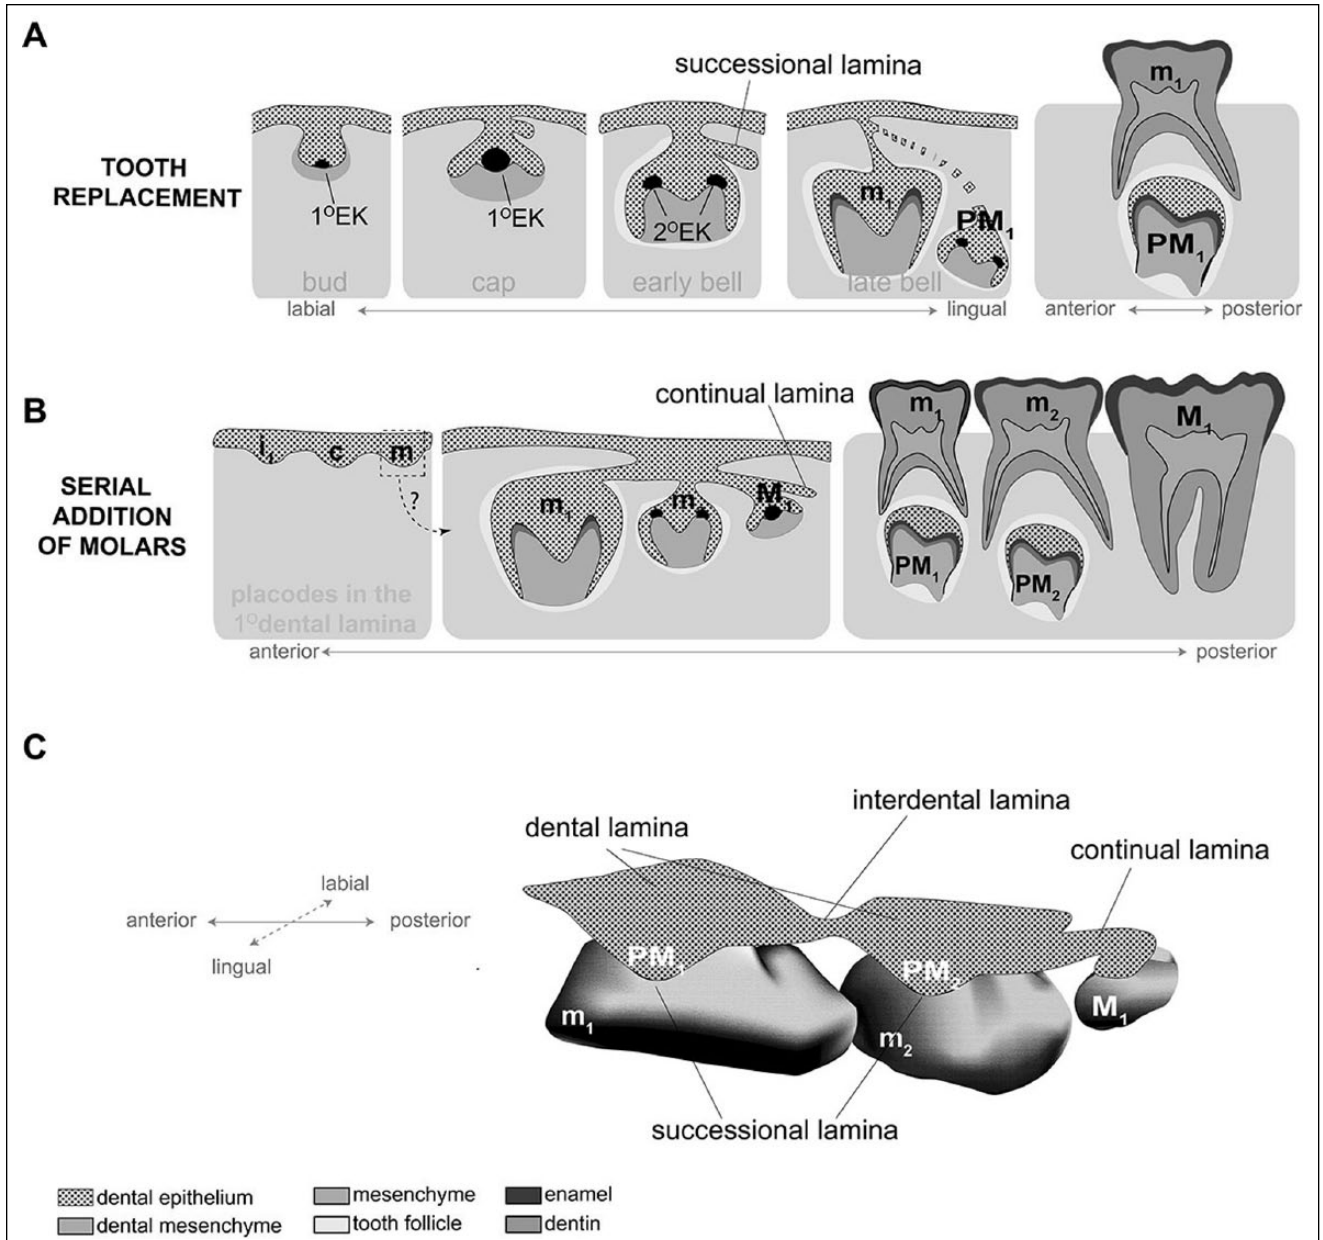 A
successional lamina
TOOTH
REPLACEMENT
1°EK
1°EK
2°EK
m1
PM1
m1
PM1
bud
cap
early bell
late bell
labial
lingual
anterior
posterior
B
continual lamina
SERIAL
ADDITION
OF MOLARS
i1
c
m
?
m1
m
M1
m1
m2
M1
PM1
PM2
placodes in the
1°dental lamina
anterior
posterior
C
interdental lamina
dental lamina
continual lamina
labial
anterior
posterior
lingual
PM1
PM2
m1
m2
M1
successional lamina
dental epithelium
mesenchyme
enamel
dental mesenchyme
tooth follicle
dentin